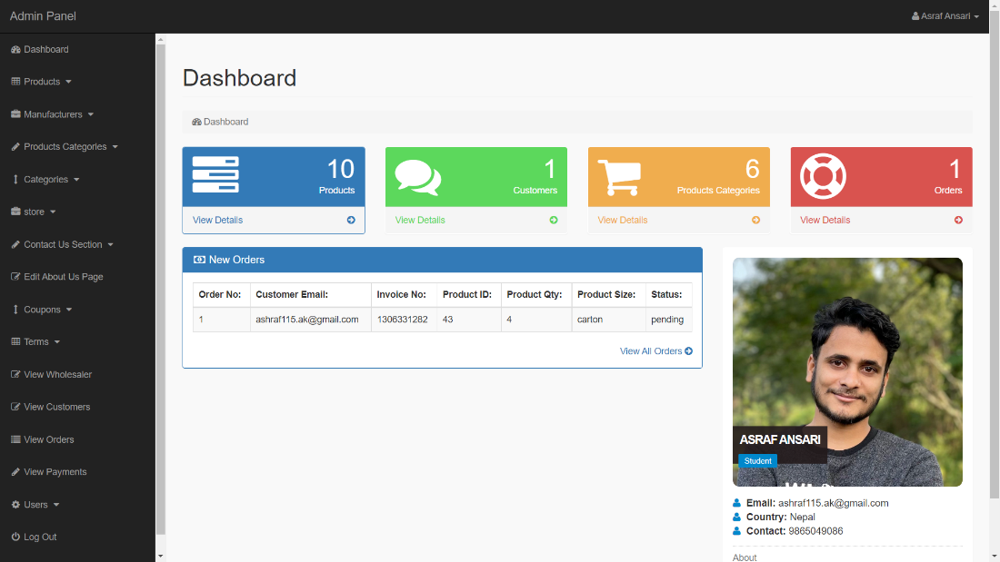 Admin Panel
Asraf Ansari
Dashboard
Products
Manufacturers
Products Categories
Categories
store
Contact Us Section
Edit About Us Page
Coupons
Terms
View Wholesaler
View Customers
View Orders
View Payments
Users
Log Out
Dashboard
Dashboard
10
Products
View Details
1
Customers
View Details
6
Products Categories
View Details
1
Orders
View Details
New Orders
Order No: Customer Email: Invoice No: Product ID: Product Qty: Product Size: Status:
1 ashraf115.ak@gmail.com 1306331282 43 4 carton pending
View All Orders
ASRAF ANSARI
Student
Email: ashraf115.ak@gmail.com
Country: Nepal
Contact: 9865049086
About